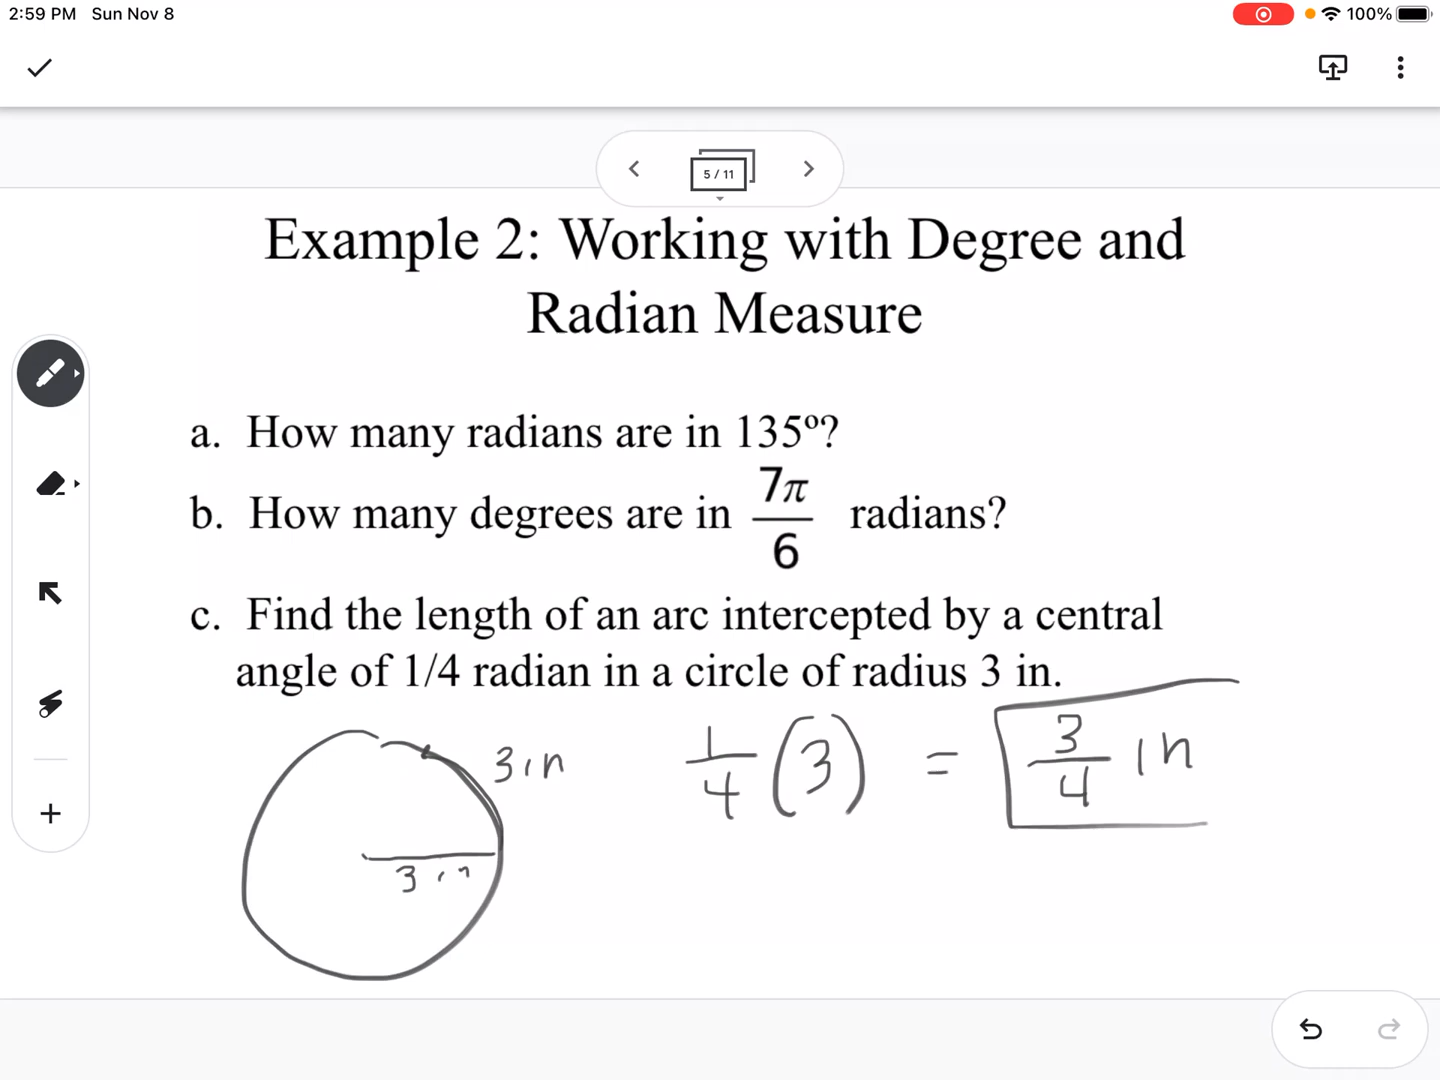 2:59 PM Sun Nov 8
100%
5 / 11
Example 2: Working with Degree and
Radian Measure
a. How many radians are in 135º?
b. How many degrees are in 7π/6 radians?
c. Find the length of an arc intercepted by a central
angle of 1/4 radian in a circle of radius 3 in.
3 in
1/4 (3) = 3/4 in
3 in